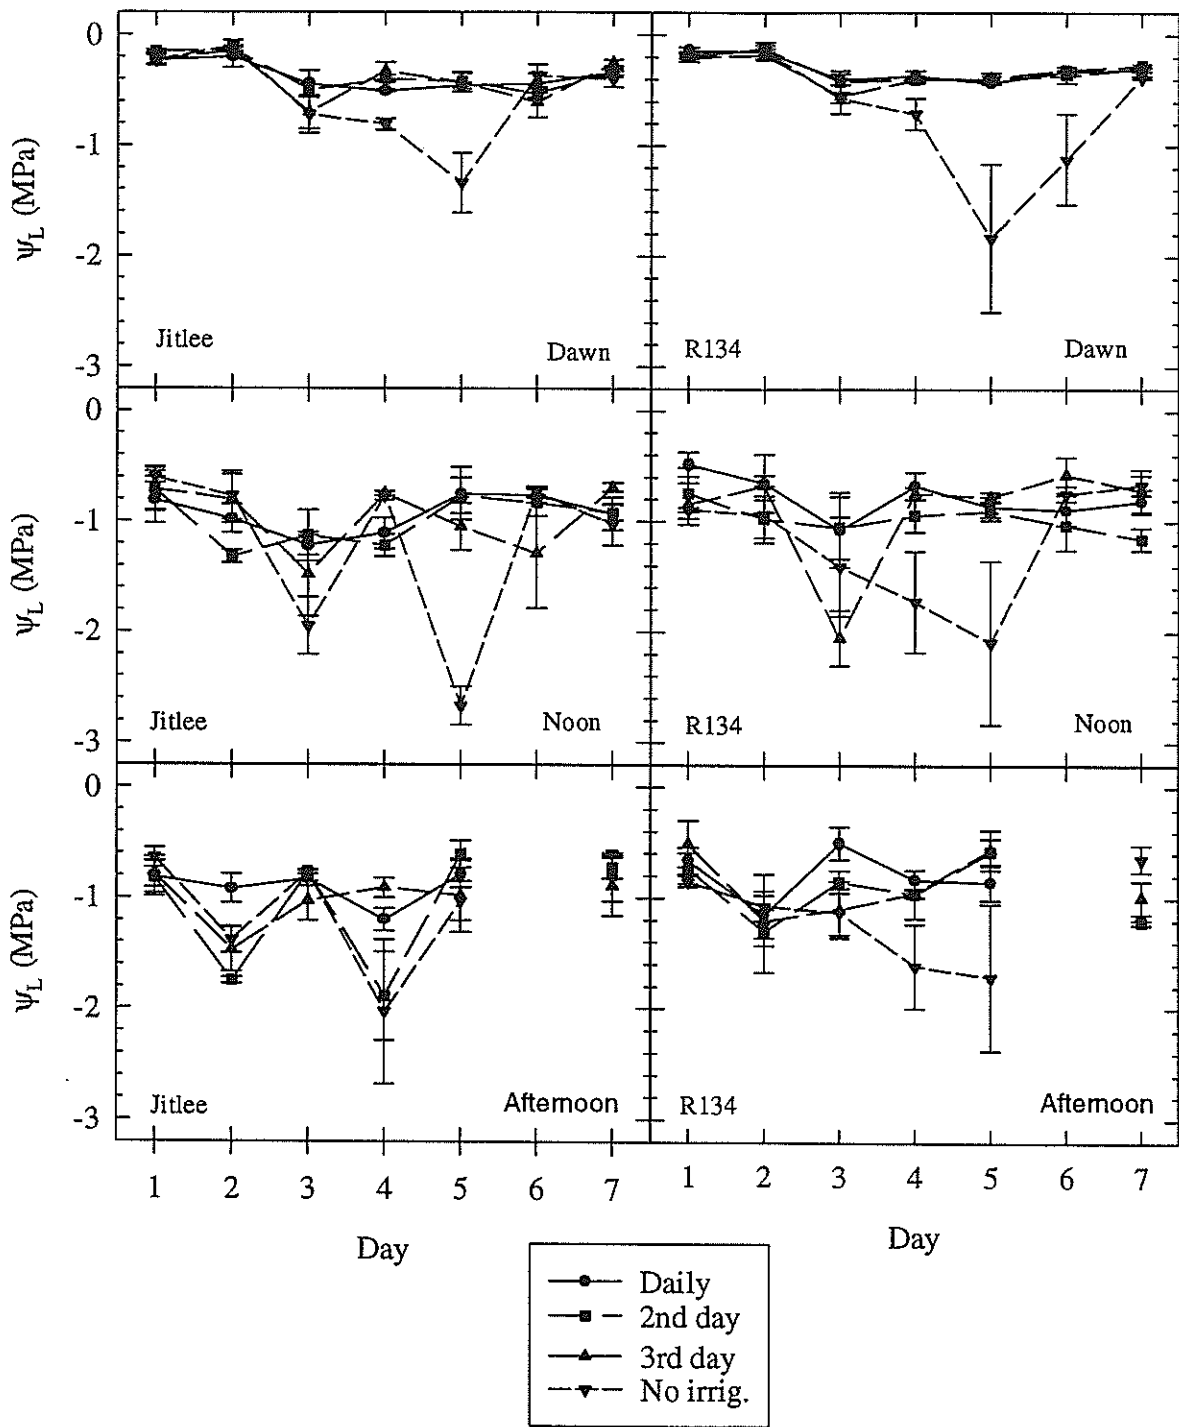 0
-1
-2
-3
ψL (MPa)
Jitlee
Dawn
R134
Dawn
0
-1
-2
-3
ψL (MPa)
Jitlee
Noon
R134
Noon
0
-1
-2
-3
ψL (MPa)
Jitlee
Afternoon
R134
Afternoon
1 2 3 4 5 6 7
1 2 3 4 5 6 7
Day
Day
Daily
2nd day
3rd day
No irrig.